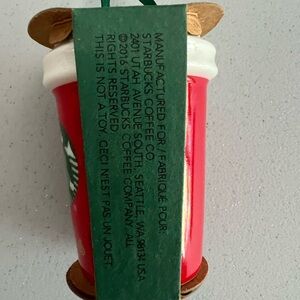 MANUFACTURED FOR / FABRIQUÉ POUR:
STARBUCKS COFFEE CO.
2401 UTAH AVENUE SOUTH, SEATTLE, WA 98134 USA
©2016 STARBUCKS COFFEE COMPANY. ALL
RIGHTS RESERVED.
THIS IS NOT A TOY. CECI N'EST PAS UN JOUET.